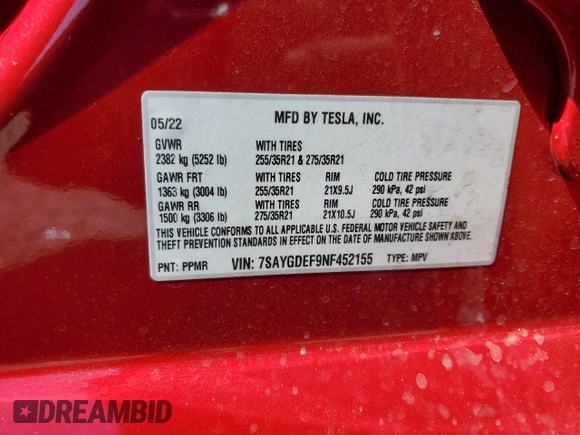 05/22 MFD BY TESLA, INC.
GVWR WITH TIRES
2382 kg (5252 lb) 255/35R21 & 275/35R21
GAWR FRT WITH TIRES RIM COLD TIRE PRESSURE
1363 kg (3004 lb) 255/35R21 21X9.5J 290 kPa, 42 psi
GAWR RR WITH TIRES RIM COLD TIRE PRESSURE
1500 kg (3306 lb) 275/35R21 21X10.5J 290 kPa, 42 psi
THIS VEHICLE CONFORMS TO ALL APPLICABLE U.S. FEDERAL MOTOR VEHICLE SAFETY AND
THEFT PREVENTION STANDARDS IN EFFECT ON THE DATE OF MANUFACTURE SHOWN ABOVE.
PNT: PPMR VIN: 7SAYGDEF9NF452155 TYPE: MPV
DREAMBID